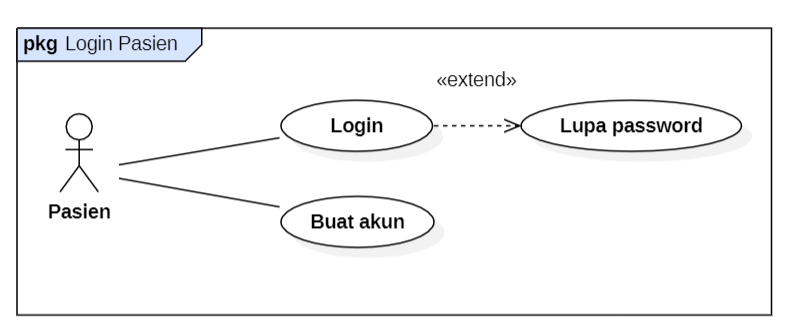 pkg Login Pasien
«extend»
Login
Lupa password
Pasien
Buat akun